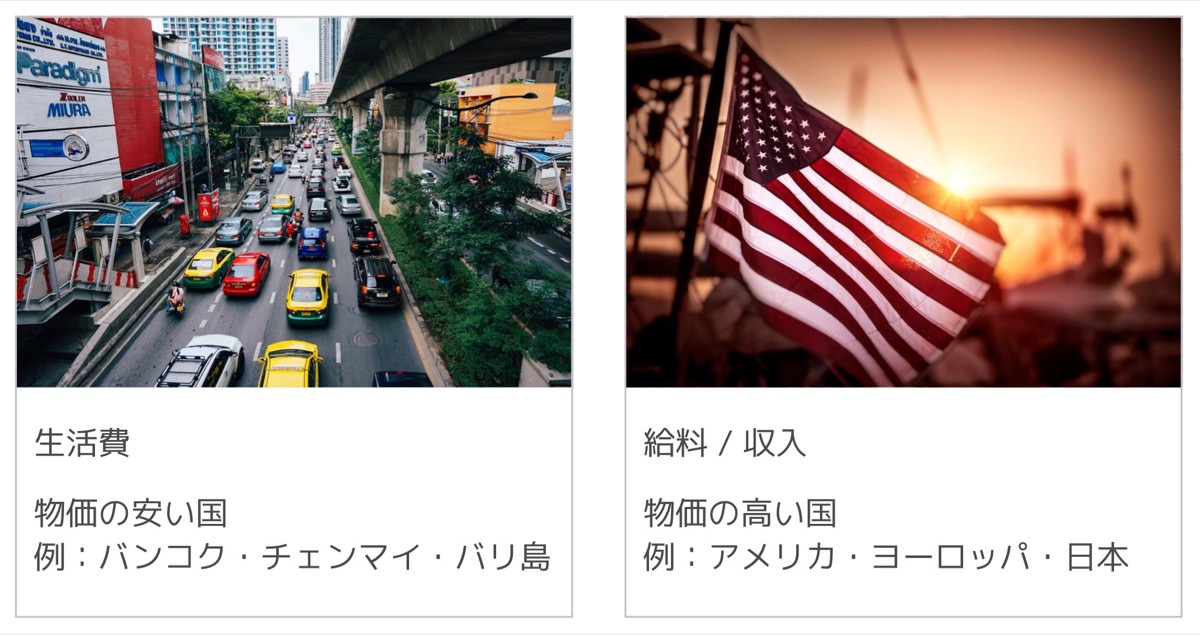 Paradigm
BOILER
MIURA
生活費
物価の安い国
例：バンコク・チェンマイ・バリ島
給料 / 収入
物価の高い国
例：アメリカ・ヨーロッパ・日本